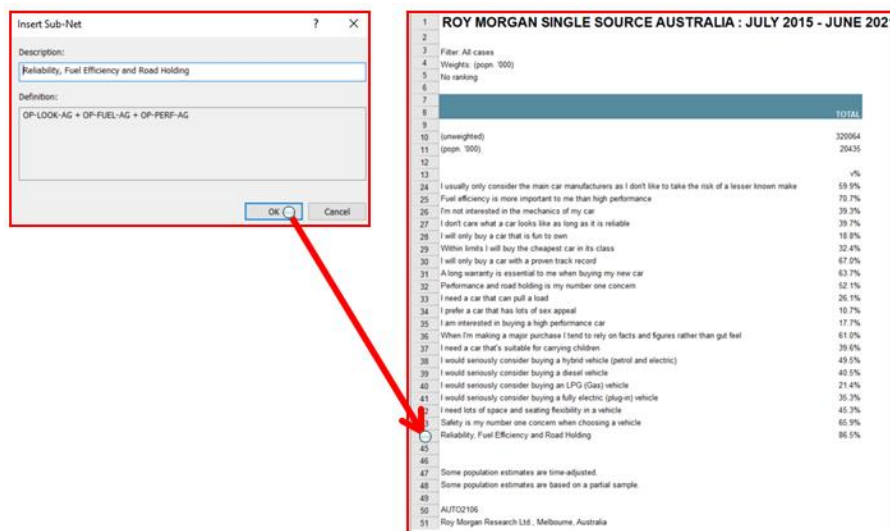 Insert Sub-Net ? ×
Description:
Reliability, Fuel Efficiency and Road Holding
Definition:
OP-LOOK-AG + OP-FUEL-AG + OP-PERF-AG
OK Cancel
1 ROY MORGAN SINGLE SOURCE AUSTRALIA : JULY 2015 - JUNE 202
2
3 Filter: All cases
4 Weights: (popn. '000)
5 No ranking
6
7
8 TOTAL
9
10 (unweighted) 320064
11 (popn. '000) 20435
12
13 v%
24 I usually only consider the main car manufacturers as I don't like to take the risk of a lesser known make 59.9%
25 Fuel efficiency is more important to me than high performance 70.7%
26 I'm not interested in the mechanics of my car 39.3%
27 I don't care what a car looks like as long as it is reliable 39.7%
28 I will only buy a car that is fun to own 18.8%
29 Within limits I will buy the cheapest car in its class 32.4%
30 I will only buy a car with a proven track record 67.0%
31 A long warranty is essential to me when buying my new car 63.7%
32 Performance and road holding is my number one concern 52.1%
33 I need a car that can pull a load 26.1%
34 I prefer a car that has lots of sex appeal 10.7%
35 I am interested in buying a high performance car 17.7%
36 When I'm making a major purchase I tend to rely on facts and figures rather than gut feel 61.0%
37 I need a car that's suitable for carrying children 39.6%
38 I would seriously consider buying a hybrid vehicle (petrol and electric) 49.5%
39 I would seriously consider buying a diesel vehicle 40.5%
40 I would seriously consider buying an LPG (Gas) vehicle 21.4%
41 I would seriously consider buying a fully electric (plug-in) vehicle 35.3%
2 I need lots of space and seating flexibility in a vehicle 45.3%
3 Safety is my number one concern when choosing a vehicle 65.9%
Reliability, Fuel Efficiency and Road Holding 86.5%
45
46
47 Some population estimates are time-adjusted.
48 Some population estimates are based on a partial sample.
49
50 AUTO2106
51 Roy Morgan Research Ltd., Melbourne, Australia